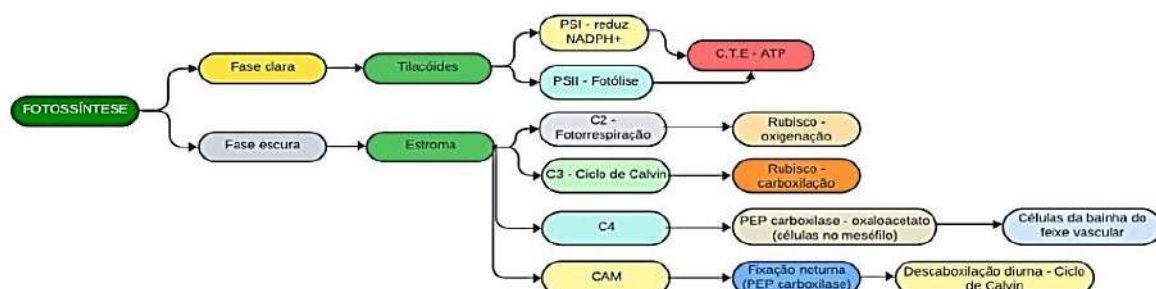 FOTOSSÍNTESE
Fase clara
Tilacóides
PSI - reduz
NADPH+
C.T.E - ATP
PSII - Fotólise
Fase escura
Estroma
C2 -
Fotorrespiração
Rubisco -
oxigenação
C3 - Ciclo de Calvin
Rubisco -
carboxilação
C4
PEP carboxilase - oxaloacetato
(células no mesófilo)
Células da bainha do
feixe vascular
CAM
Fixação noturna
(PEP carboxilase)
Descaboxilação diurna - Ciclo
de Calvin